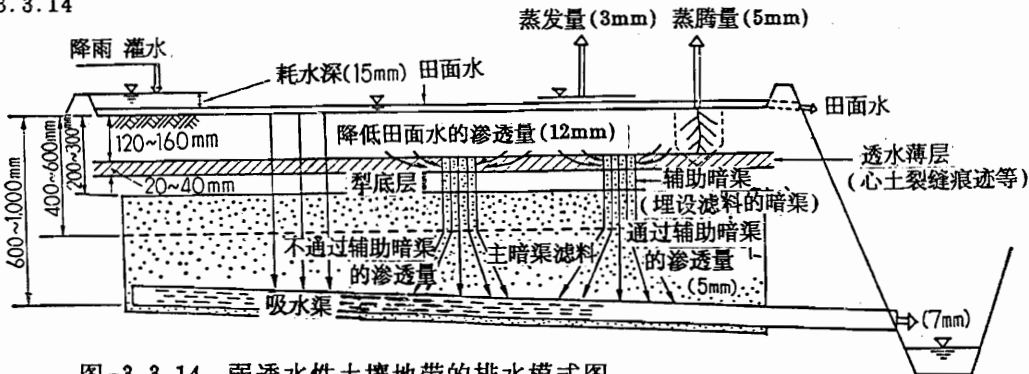 3.3.14
蒸发量(3mm) 蒸腾量(5mm)
降雨 灌水
耗水深(15mm) 田面水
田面水
120~160mm
降低田面水的渗透量(12mm)
透水薄层
(心土裂缝痕迹等)
20~40mm
犁底层
辅助暗渠
(埋设滤料的暗渠)
200~300mm
400~600mm
600~1,000mm
不通过辅助暗渠
的渗透量
主暗渠滤料
通过辅助暗渠
的渗透量
(5mm)
吸水渠
(7mm)
图-3.3.14 弱透水性土壤地带的排水模式图